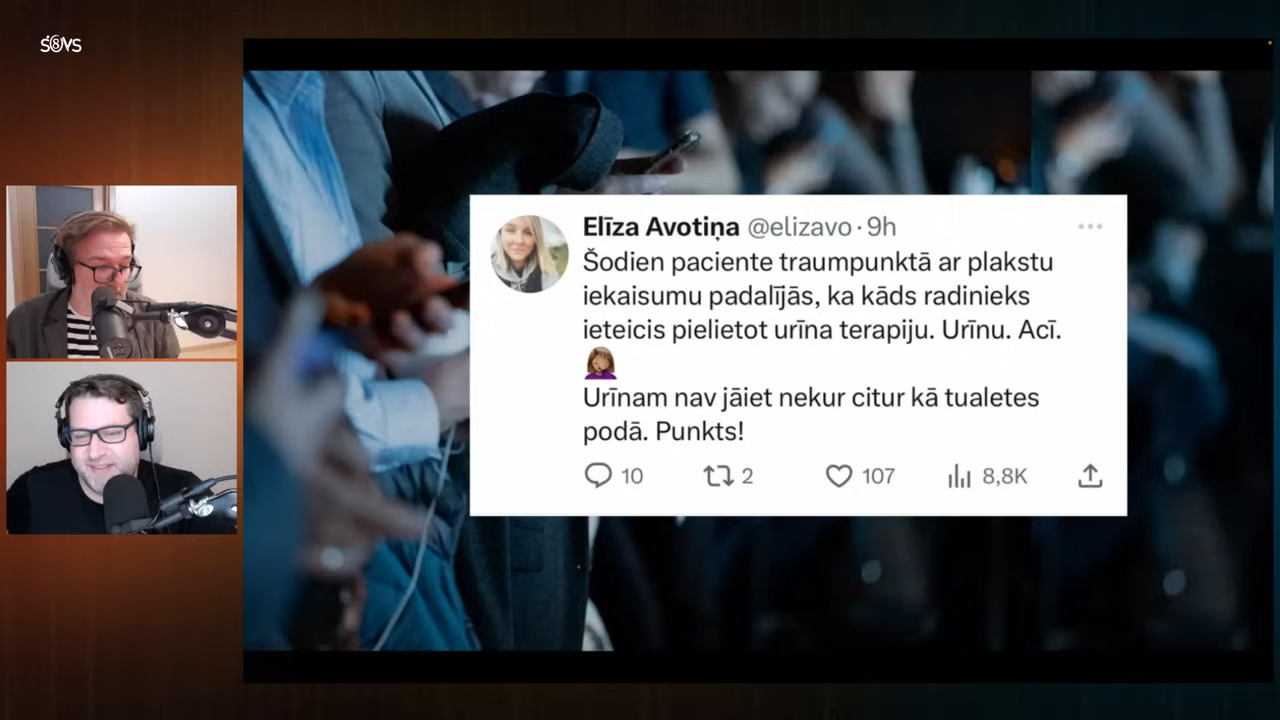 Elīza Avotiņa @elizavo · 9h
Šodien paciente traumpunktā ar plakstu
iekaisumu padalījās, ka kāds radinieks
ieteicis pielietot urīna terapiju. Urīnu. Acī.
🤦🏽‍♀️
Urīnam nav jāiet nekur citur kā tualetes
podā. Punkts!
10 2 107 8,8K